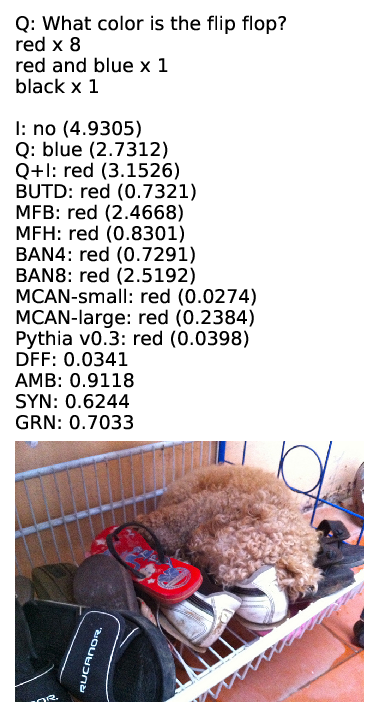 Q: What color is the flip flop?
red x 8
red and blue x 1
black x 1
I: no (4.9305)
Q: blue (2.7312)
Q+I: red (3.1526)
BUTD: red (0.7321)
MFB: red (2.4668)
MFH: red (0.8301)
BAN4: red (0.7291)
BAN8: red (2.5192)
MCAN-small: red (0.0274)
MCAN-large: red (0.2384)
Pythia v0.3: red (0.0398)
DFF: 0.0341
AMB: 0.9118
SYN: 0.6244
GRN: 0.7033
RUCANOR.